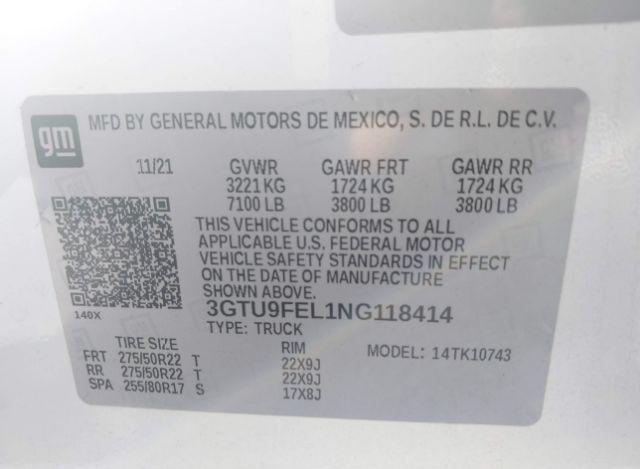 gm MFD BY GENERAL MOTORS DE MEXICO, S. DE R.L. DE C.V.
11/21 GVWR GAWR FRT GAWR RR
3221 KG 1724 KG 1724 KG
7100 LB 3800 LB 3800 LB
THIS VEHICLE CONFORMS TO ALL
APPLICABLE U.S. FEDERAL MOTOR
VEHICLE SAFETY STANDARDS IN EFFECT
ON THE DATE OF MANUFACTURE
SHOWN ABOVE.
140X 3GTU9FEL1NG118414
TYPE: TRUCK
TIRE SIZE RIM MODEL: 14TK10743
FRT 275/50R22 T 22X9J
RR 275/50R22 T 22X9J
SPA 255/80R17 S 17X8J